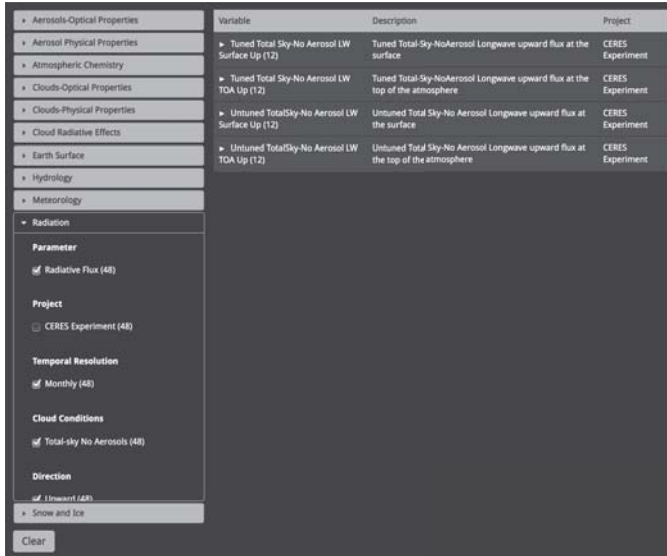 Aerosols-Optical Properties
Aerosol Physical Properties
Atmospheric Chemistry
Clouds-Optical Properties
Clouds-Physical Properties
Cloud Radiative Effects
Earth Surface
Hydrology
Meteorology
Radiation
Parameter
Radiative Flux (48)
Project
CERES Experiment (48)
Temporal Resolution
Monthly (48)
Cloud Conditions
Total-sky No Aerosols (48)
Direction
Upward (48)
Snow and Ice
Clear
Variable Description Project
Tuned Total Sky-No Aerosol LW Tuned Total-Sky-NoAerosol Longwave upward flux at the CERES
Surface Up (12) surface Experiment
Tuned Total Sky-No Aerosol LW Tuned Total-Sky-NoAerosol Longwave upward flux at the CERES
TOA Up (12) top of the atmosphere Experiment
Untuned TotalSky-No Aerosol LW Untuned Total Sky-No Aerosol Longwave upward flux at CERES
Surface Up (12) the surface Experiment
Untuned TotalSky-No Aerosol LW Untuned Total Sky-No Aerosol Longwave upward flux at CERES
TOA Up (12) the top of the atmosphere Experiment